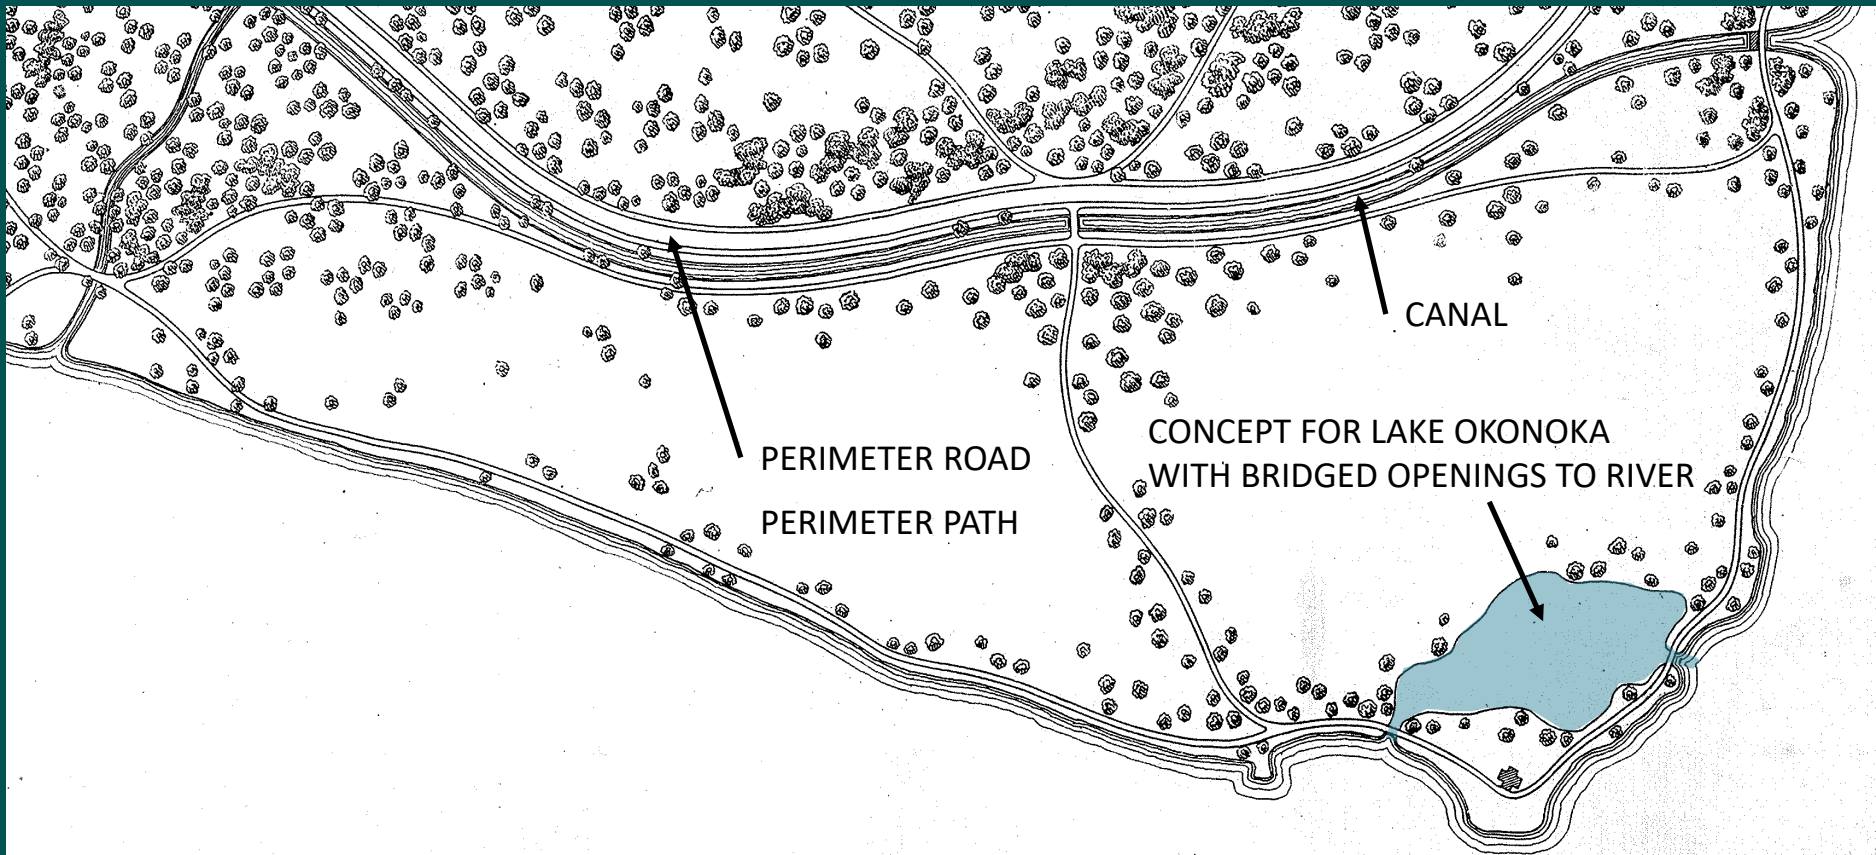 CANAL
CONCEPT FOR LAKE OKONOKA
WITH BRIDGED OPENINGS TO RIVER
PERIMETER ROAD
PERIMETER PATH